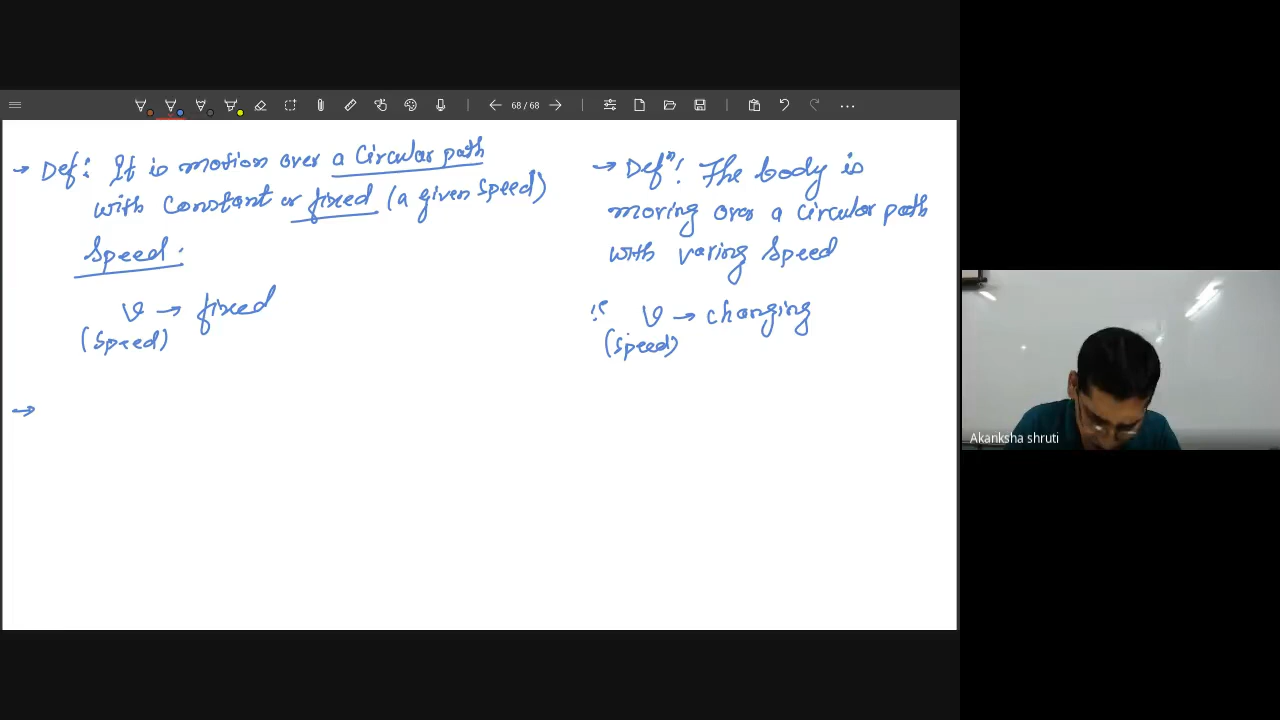 68 / 68
→ Def: It is motion over a Circular path
with Constant or fixed (a given Speed)
Speed:
v → fixed
(Speed)
→
→ Defⁿ: The body is
moving over a circular path
with varing Speed
v → changing
(Speed)
Akanksha shruti